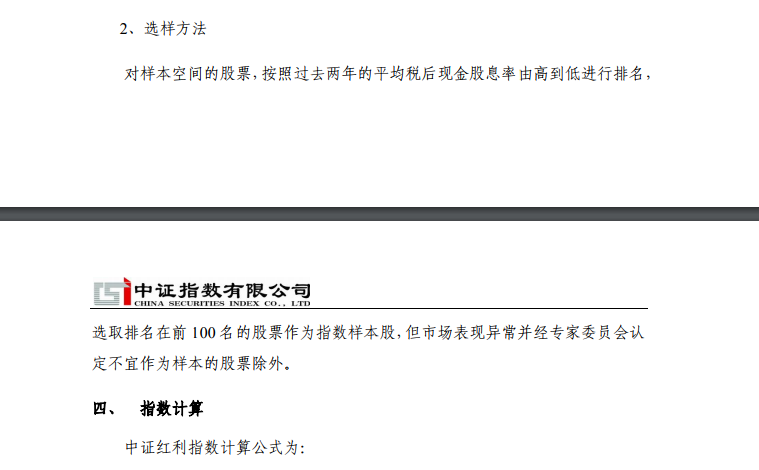 2、选样方法
对样本空间的股票,按照过去两年的平均税后现金股息率由高到低进行排名,
中证指数有限公司
CHINA SECURITIES INDEX CO., LTD
选取排名在前 100 名的股票作为指数样本股,但市场表现异常并经专家委员会认
定不宜作为样本的股票除外。
四、 指数计算
中证红利指数计算公式为: